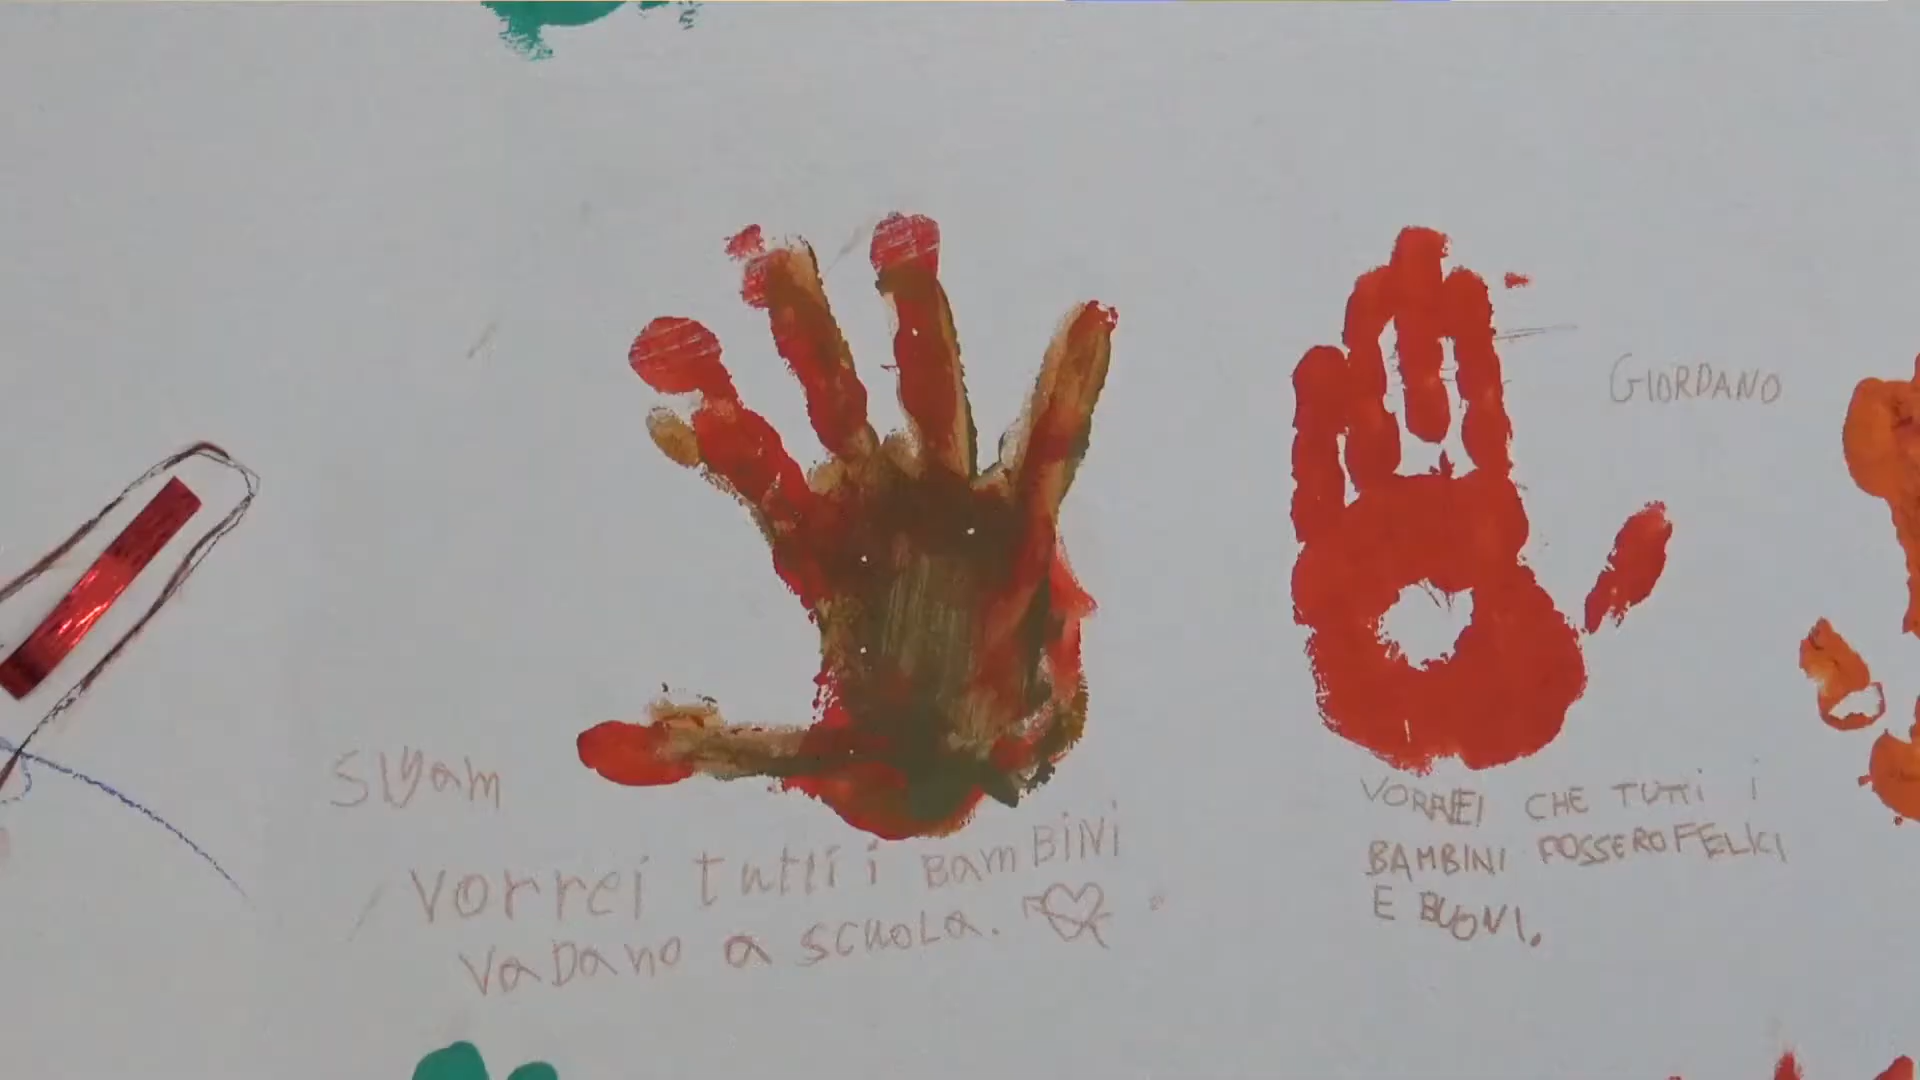 SIyam
Vorrei tutti i BamBiNi
VaDano a scuoLa.
GIORDANO
VORREI CHE TUTTI i
BAMBINI FOSSERO FELICI
E BUONI.